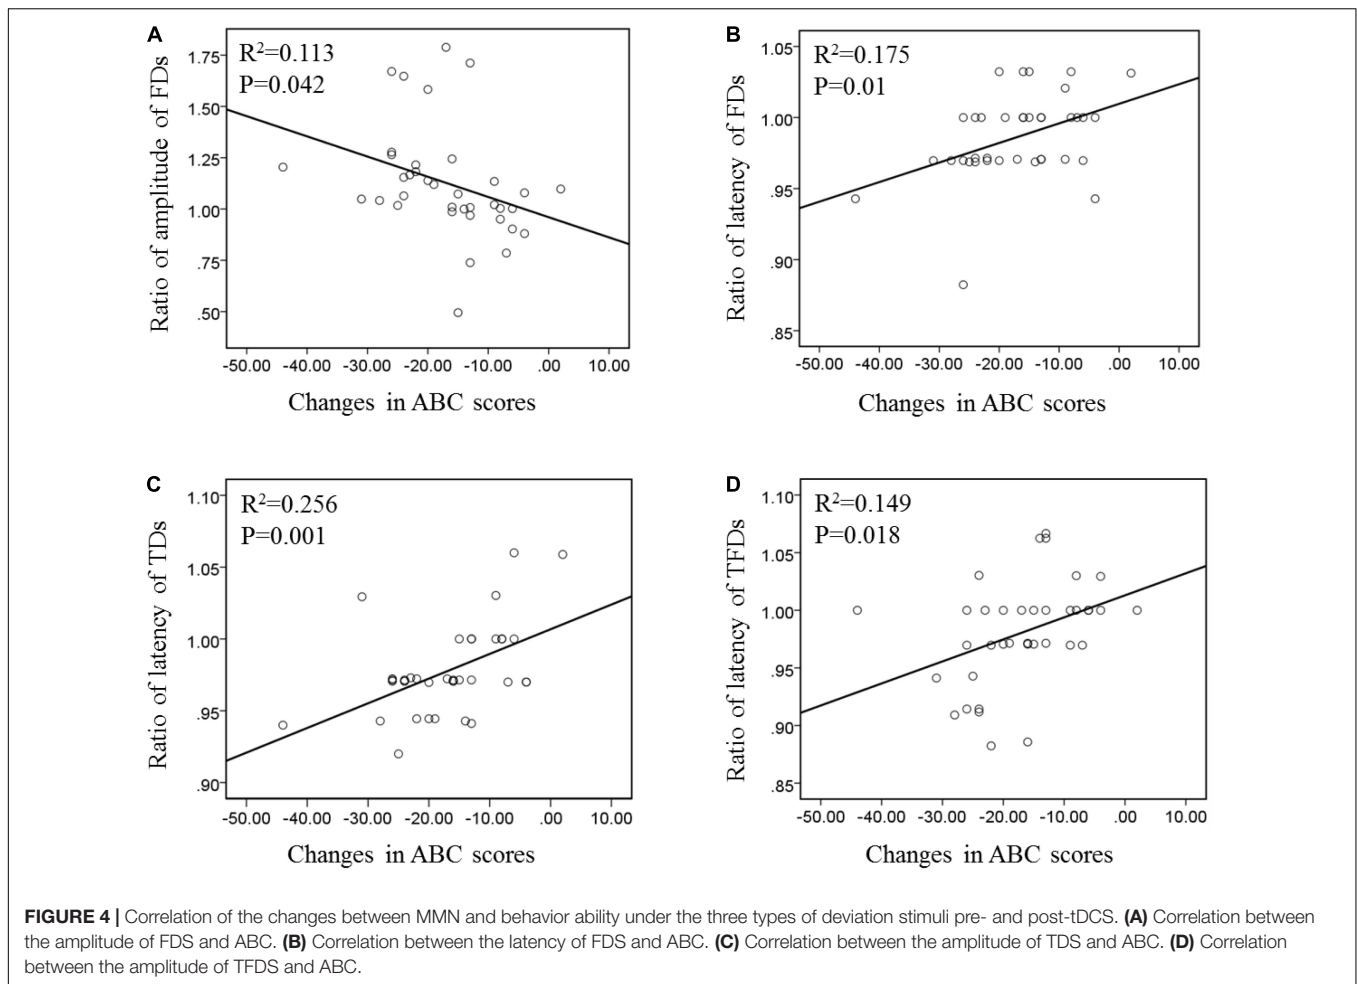 A
R²=0.113
P=0.042
Ratio of amplitude of FDs
1.75
1.50
1.25
1.00
.75
.50
-50.00 -40.00 -30.00 -20.00 -10.00 .00 10.00
Changes in ABC scores
B
R²=0.175
P=0.01
Ratio of latency of FDs
1.05
1.00
.95
.90
.85
-50.00 -40.00 -30.00 -20.00 -10.00 .00 10.00
Changes in ABC scores
C
R²=0.256
P=0.001
Ratio of latency of TDs
1.10
1.05
1.00
.95
.90
-50.00 -40.00 -30.00 -20.00 -10.00 .00 10.00
Changes in ABC scores
D
R²=0.149
P=0.018
Ratio of latency of TFDs
1.10
1.05
1.00
.95
.90
.85
-50.00 -40.00 -30.00 -20.00 -10.00 .00 10.00
Changes in ABC scores
FIGURE 4 | Correlation of the changes between MMN and behavior ability under the three types of deviation stimuli pre- and post-tDCS. (A) Correlation between
the amplitude of FDS and ABC. (B) Correlation between the latency of FDS and ABC. (C) Correlation between the amplitude of TDS and ABC. (D) Correlation
between the amplitude of TFDS and ABC.